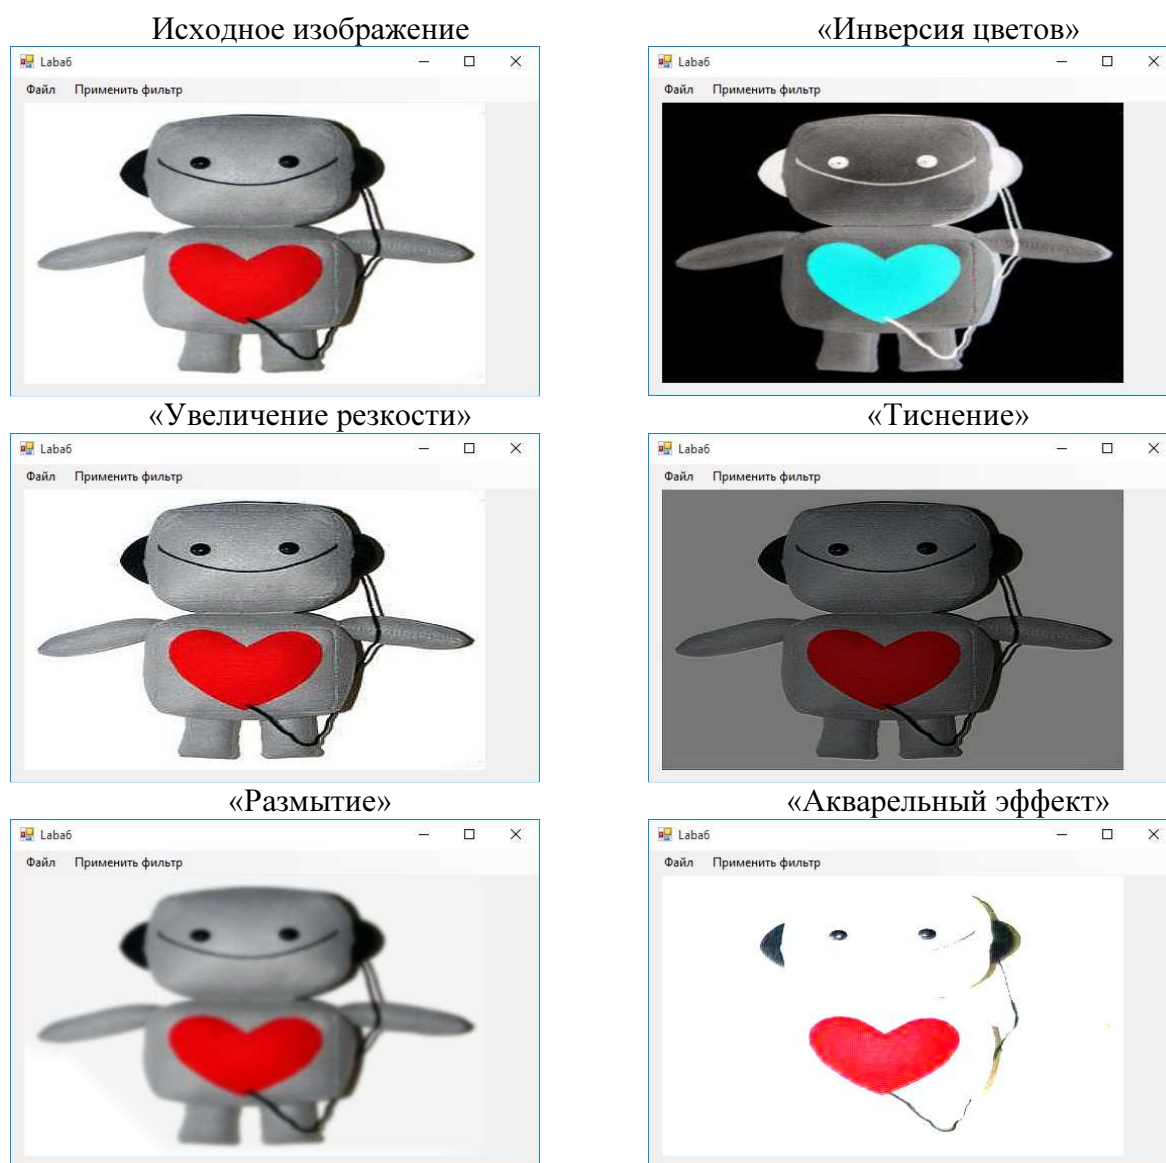 Исходное изображение
«Инверсия цветов»
Laba6
Laba6
Файл Применить фильтр
Файл Применить фильтр
«Увеличение резкости»
«Тиснение»
Laba6
Laba6
Файл Применить фильтр
Файл Применить фильтр
«Размытие»
«Акварельный эффект»
Laba6
Laba6
Файл Применить фильтр
Файл Применить фильтр